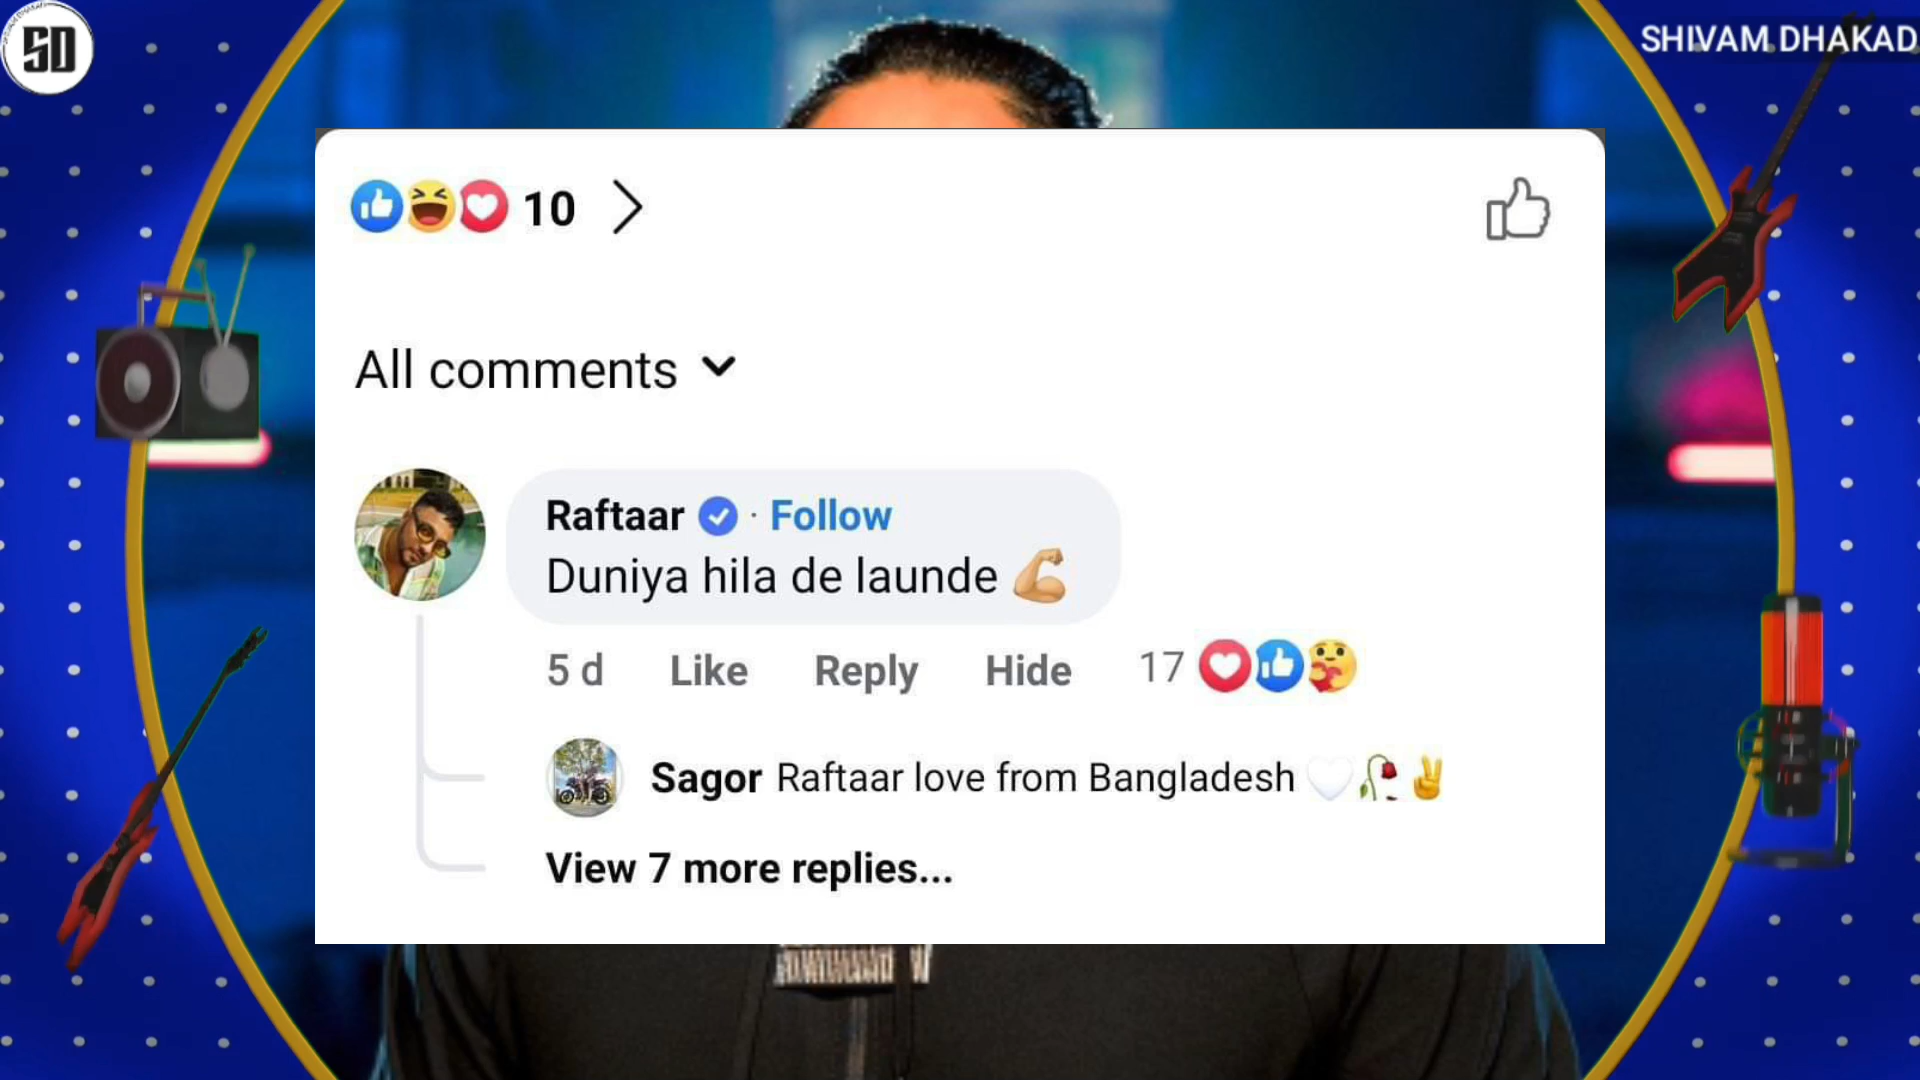 SD
SHIVAM DHAKAD
10
All comments
Raftaar · Follow
Duniya hila de launde 💪🏼
5 d Like Reply Hide 17
Sagor Raftaar love from Bangladesh 🤍🥀✌️
View 7 more replies...